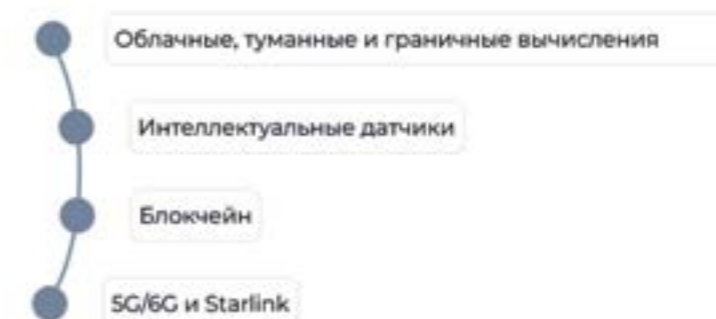 Облачные, туманные и граничные вычисления
Интеллектуальные датчики
Блокчейн
5G/6G и Starlink